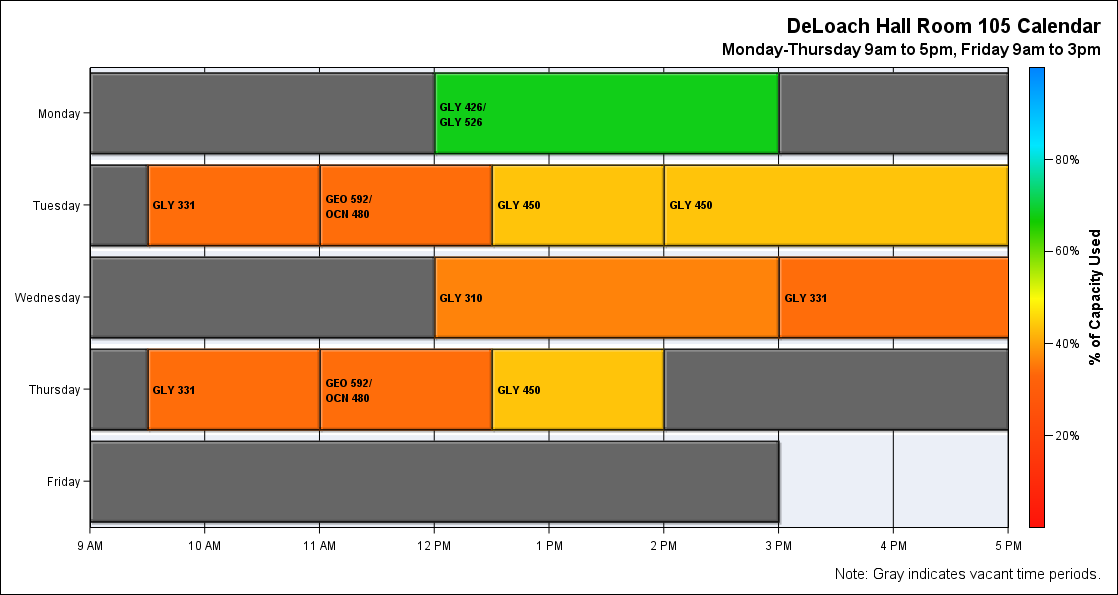 DeLoach Hall Room 105 Calendar
Monday-Thursday 9am to 5pm, Friday 9am to 3pm
Monday
GLY 426/
GLY 526
Tuesday
GLY 331
GEO 592/
OCN 480
GLY 450
GLY 450
Wednesday
GLY 310
GLY 331
Thursday
GLY 331
GEO 592/
OCN 480
GLY 450
Friday
9 AM
10 AM
11 AM
12 PM
1 PM
2 PM
3 PM
4 PM
5 PM
80%
60%
40%
20%
% of Capacity Used
Note: Gray indicates vacant time periods.